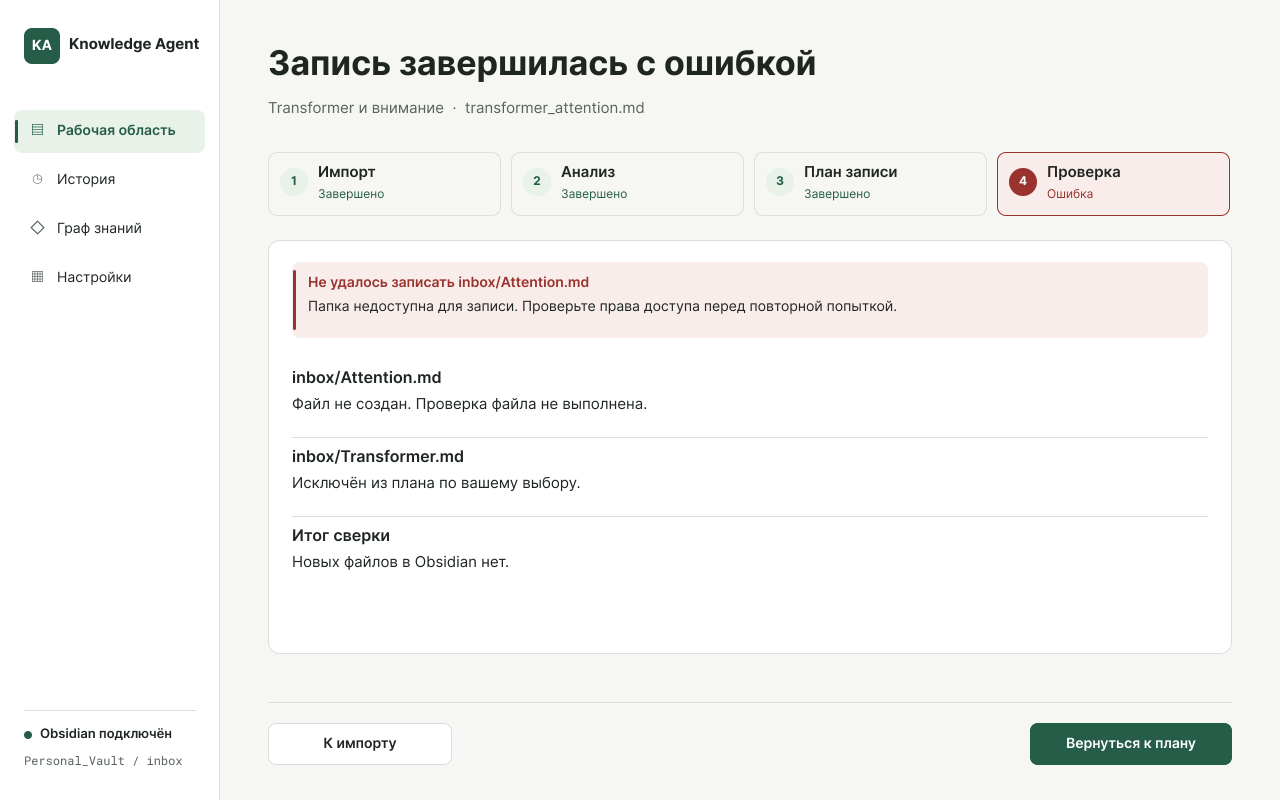 KA Knowledge Agent
Рабочая область
История
Граф знаний
Настройки
Obsidian подключён
Personal_Vault / inbox
Запись завершилась с ошибкой
Transformer и внимание · transformer_attention.md
1 Импорт
Завершено
2 Анализ
Завершено
3 План записи
Завершено
4 Проверка
Ошибка
Не удалось записать inbox/Attention.md
Папка недоступна для записи. Проверьте права доступа перед повторной попыткой.
inbox/Attention.md
Файл не создан. Проверка файла не выполнена.
inbox/Transformer.md
Исключён из плана по вашему выбору.
Итог сверки
Новых файлов в Obsidian нет.
К импорту
Вернуться к плану